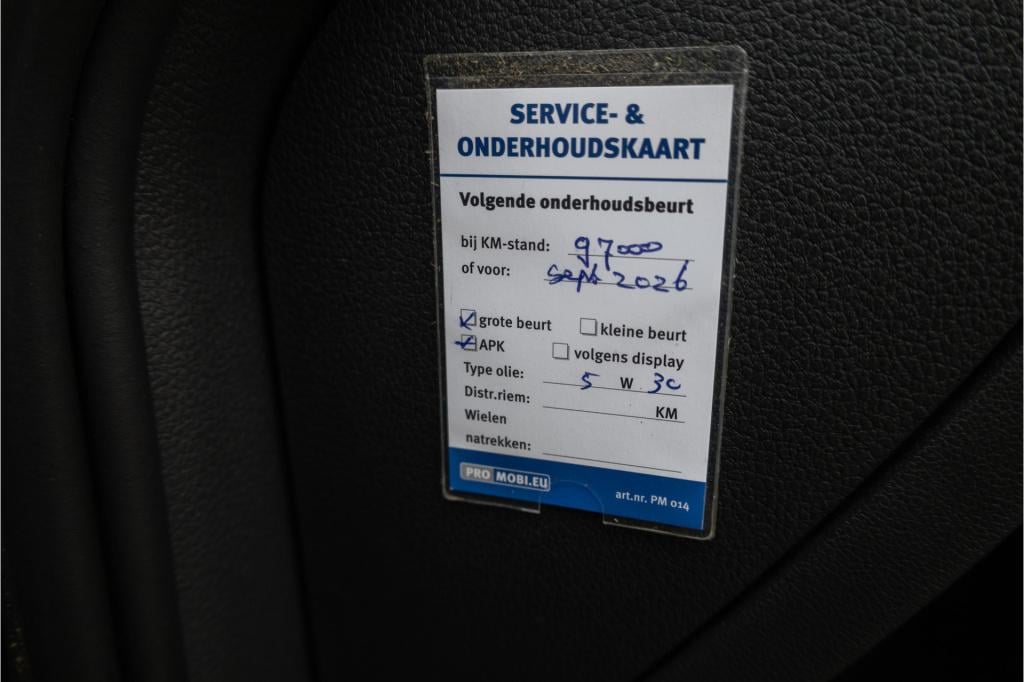 SERVICE- &
ONDERHOUDSKAART
Volgende onderhoudsbeurt
bij KM-stand: 97000
of voor: sept 2026
grote beurt kleine beurt
APK volgens display
Type olie: 5 W 30
Distr.riem: KM
Wielen
natrekken:
PRO MOBI.EU art.nr. PM 014